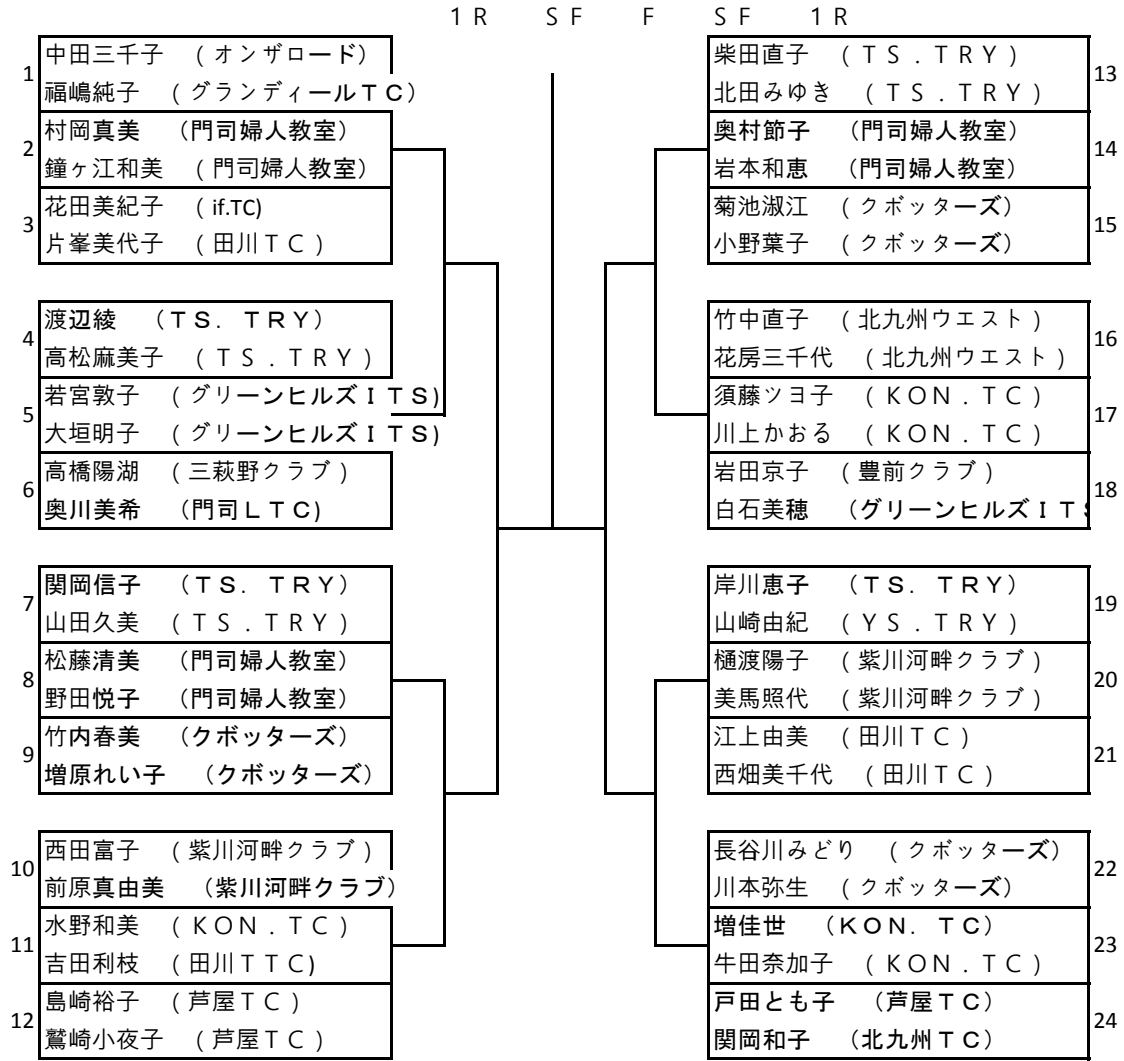 1R SF F SF 1R
1
中田三千子 (オンザロード)
福嶋純子 (グランディールTC)
2
村岡真美 (門司婦人教室)
鐘ヶ江和美 (門司婦人教室)
3
花田美紀子 (if.TC)
片峯美代子 (田川TC)
4
渡辺綾 (TS.TRY)
高松麻美子 (TS.TRY)
5
若宮敦子 (グリーンヒルズITS)
大垣明子 (グリーンヒルズITS)
6
高橋陽湖 (三萩野クラブ)
奥川美希 (門司LTC)
7
関岡信子 (TS.TRY)
山田久美 (TS.TRY)
8
松藤清美 (門司婦人教室)
野田悦子 (門司婦人教室)
9
竹内春美 (クボッターズ)
増原れい子 (クボッターズ)
10
西田富子 (紫川河畔クラブ)
前原真由美 (紫川河畔クラブ)
11
水野和美 (KON.TC)
吉田利枝 (田川TTC)
12
島崎裕子 (芦屋TC)
鷲崎小夜子 (芦屋TC)
柴田直子 (TS.TRY)
北田みゆき (TS.TRY)
13
奥村節子 (門司婦人教室)
岩本和恵 (門司婦人教室)
14
菊池淑江 (クボッターズ)
小野葉子 (クボッターズ)
15
竹中直子 (北九州ウエスト)
花房三千代 (北九州ウエスト)
16
須藤ツヨ子 (KON.TC)
川上かおる (KON.TC)
17
岩田京子 (豊前クラブ)
白石美穂 (グリーンヒルズITS
18
岸川恵子 (TS.TRY)
山崎由紀 (YS.TRY)
19
樋渡陽子 (紫川河畔クラブ)
美馬照代 (紫川河畔クラブ)
20
江上由美 (田川TC)
西畑美千代 (田川TC)
21
長谷川みどり (クボッターズ)
川本弥生 (クボッターズ)
22
増佳世 (KON.TC)
牛田奈加子 (KON.TC)
23
戸田とも子 (芦屋TC)
関岡和子 (北九州TC)
24